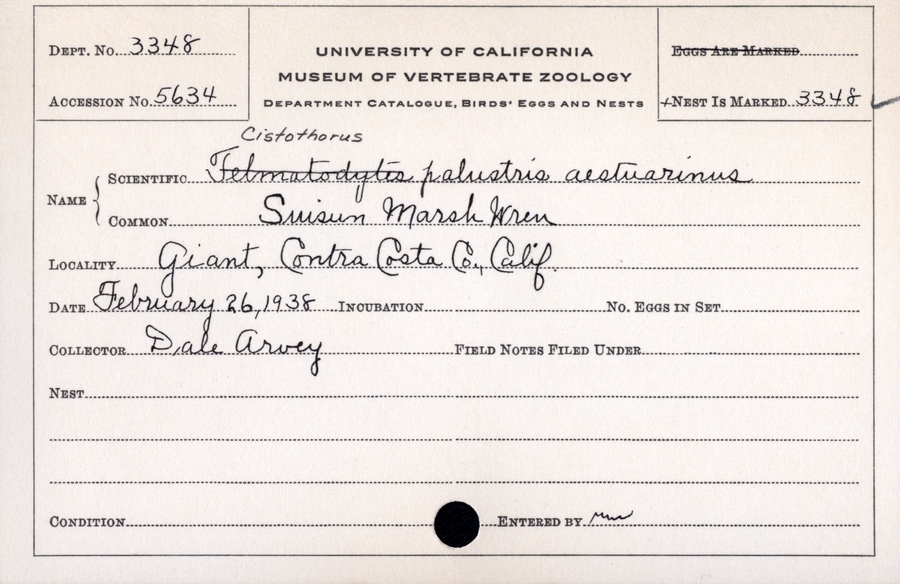 Dept. No. 3348
Accession No. 5634
UNIVERSITY OF CALIFORNIA
MUSEUM OF VERTEBRATE ZOOLOGY
Department Catalogue, Birds' Eggs and Nests
Eggs Are Marked
+Nest Is Marked 3348 ✓
Cistothorus
Name { Scientific Telmatodytes palustris aestuarinus
Common Suisun Marsh Wren
Locality Giant, Contra Costa Co., Calif.
Date February 26, 1938 Incubation No. Eggs in Set
Collector Dale Arvey Field Notes Filed Under
Nest
Condition Entered by